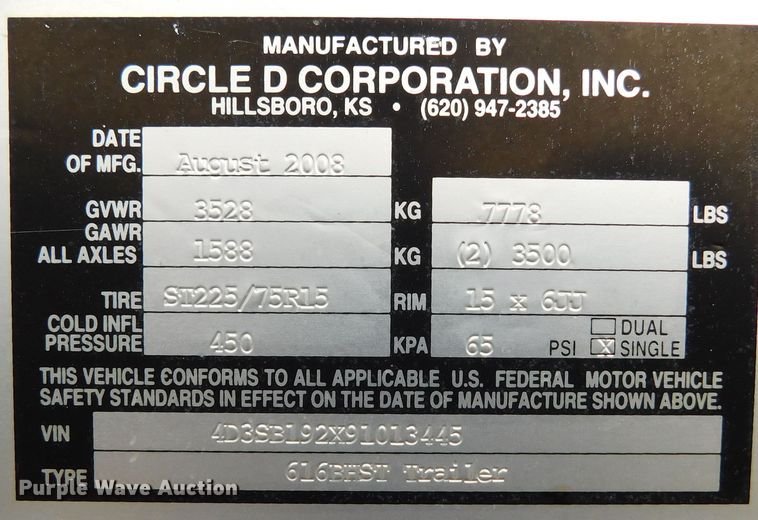 MANUFACTURED BY
CIRCLE D CORPORATION, INC.
HILLSBORO, KS • (620) 947-2385
DATE
OF MFG. August 2008
GVWR 3528 KG 7778 LBS
GAWR
ALL AXLES 1588 KG (2) 3500 LBS
TIRE ST225/75R15 RIM 15 x 6JJ
COLD INFL
PRESSURE 450 KPA 65 PSI ☐ DUAL
☒ SINGLE
THIS VEHICLE CONFORMS TO ALL APPLICABLE U.S. FEDERAL MOTOR VEHICLE
SAFETY STANDARDS IN EFFECT ON THE DATE OF MANUFACTURE SHOWN ABOVE.
VIN 4D3SB192X91013445
TYPE 616BHST Trailer
Purple Wave Auction